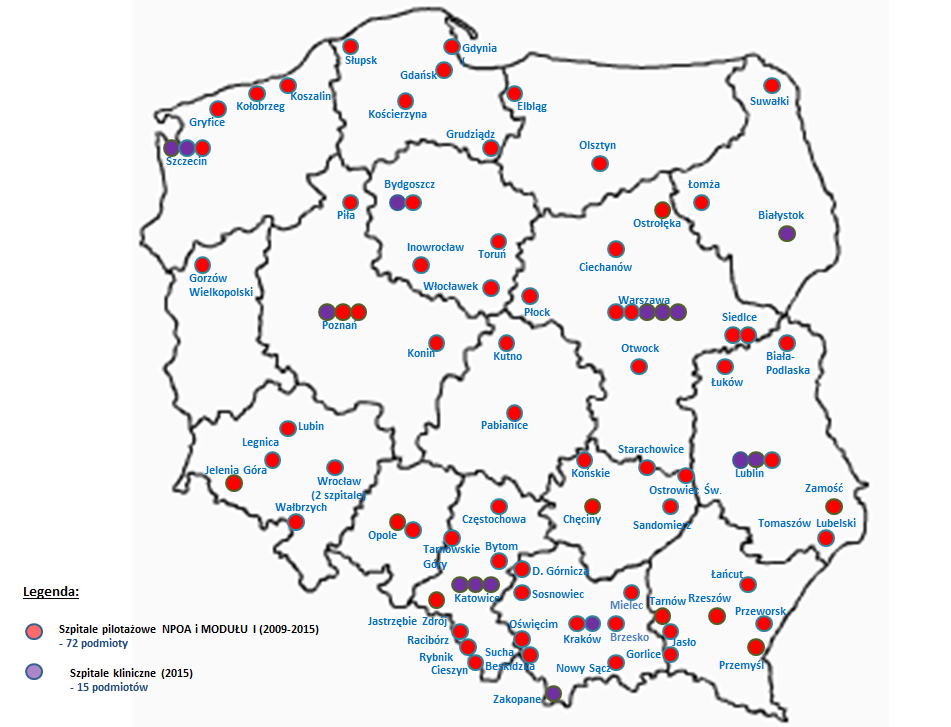 Gdynia
Słupsk
Gdańsk
Koszalin
Kołobrzeg
Suwałki
Elbląg
Kościerzyna
Gryfice
Grudziądz
Olsztyn
Szczecin
Bydgoszcz
Łomża
Piła
Białystok
Ostrołęka
Inowrocław
Toruń
Ciechanów
Gorzów
Wielkopolski
Włocławek
Warszawa
Płock
Siedlce
Poznań
Otwock
Konin
Kutno
Biała-
Podlaska
Łuków
Pabianice
Lubin
Legnica
Starachowice
Jelenia Góra
Końskie
Lublin
Wrocław
(2 szpitale)
Ostrowiec Św.
Zamość
Wałbrzych
Częstochowa
Chęciny
Sandomierz
Tomaszów Lubelski
Opole
Tarnowskie
Góry
Bytom
D. Górnicza
Łańcut
Legenda:
Katowice
Sosnowiec
Mielec
Tarnów
Rzeszów
Przeworsk
Jastrzębie Zdroj
Oświęcim
Kraków
Brzesko
Jasło
Szpitale pilotażowe NPOA i MODUŁU I (2009-2015)
- 72 podmioty
Racibórz
Rybnik
Sucha
Beskidzka
Gorlice
Cieszyn
Nowy Sącz
Przemyśl
Szpitale kliniczne (2015)
- 15 podmiotów
Zakopane